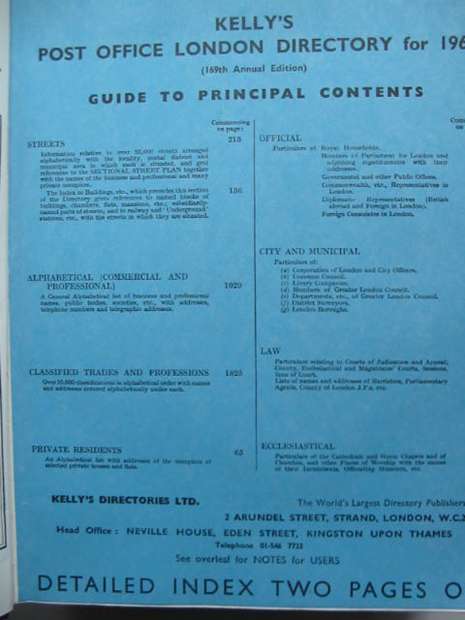 KELLY'S
POST OFFICE LONDON DIRECTORY for 196
(169th Annual Edition)
GUIDE TO PRINCIPAL CONTENTS
Commencing
on page:
STREETS 213
Information relative to over streets arranged
alphabetically with the locality, postal district and
municipal area in which each is situated, and grid
references to the SECTIONAL STREET PLAN together
with the names of the business and professional and many
private occupiers.
The Index to Buildings, etc., which precedes this section
of the Directory gives references to named blocks of
buildings, chambers, flats, mansions, etc.; subsidiarily-
named parts of streets, and to railway and "Underground"
stations, etc., with the streets in which they are situated.
ALPHABETICAL (COMMERCIAL AND
PROFESSIONAL) 1029
A General Alphabetical list of business and professional
names, public bodies, societies, etc., with addresses,
telephone numbers and telegraphic addresses.
CLASSIFIED TRADES AND PROFESSIONS 1823
Over classifications in alphabetical order with names
and addresses entered alphabetically under each.
PRIVATE RESIDENTS 63
An Alphabetical list with addresses of the occupiers of
selected private houses and flats.
Com
on
OFFICIAL
Particulars of Royal Households.
Members of Parliament for London and
adjoining constituencies with their
addresses.
Government and other Public Offices.
Commonwealth, etc., Representatives in
London.
Diplomatic Representatives (British
abroad and Foreign in London).
Foreign Consulates in London.
CITY AND MUNICIPAL
Particulars of:
(a) Corporation of London and City Officers.
(b) Common Council.
(c) Livery Companies.
(d) Members of Greater London Council.
(e) Departments, etc., of Greater London Council.
(f) District Surveyors.
(g) London Boroughs.
LAW
Particulars relating to Courts of Judicature and Appeal,
County, Ecclesiastical and Magistrates' Courts, Sessions,
Inns of Court.
Lists of names and addresses of Barristers, Parliamentary
Agents, County of London J.P.s, etc.
ECCLESIASTICAL
Particulars of the Cathedrals and Royal Chapels and of
Churches, and other Places of Worship with the names
of their Incumbents, Officiating Ministers, etc.
KELLY'S DIRECTORIES LTD. The World's Largest Directory Publishers
2 ARUNDEL STREET, STRAND, LONDON, W.C.2
Head Office: NEVILLE HOUSE, EDEN STREET, KINGSTON UPON THAMES
Telephone 01-546 7722
See overleaf for NOTES for USERS
DETAILED INDEX TWO PAGES O